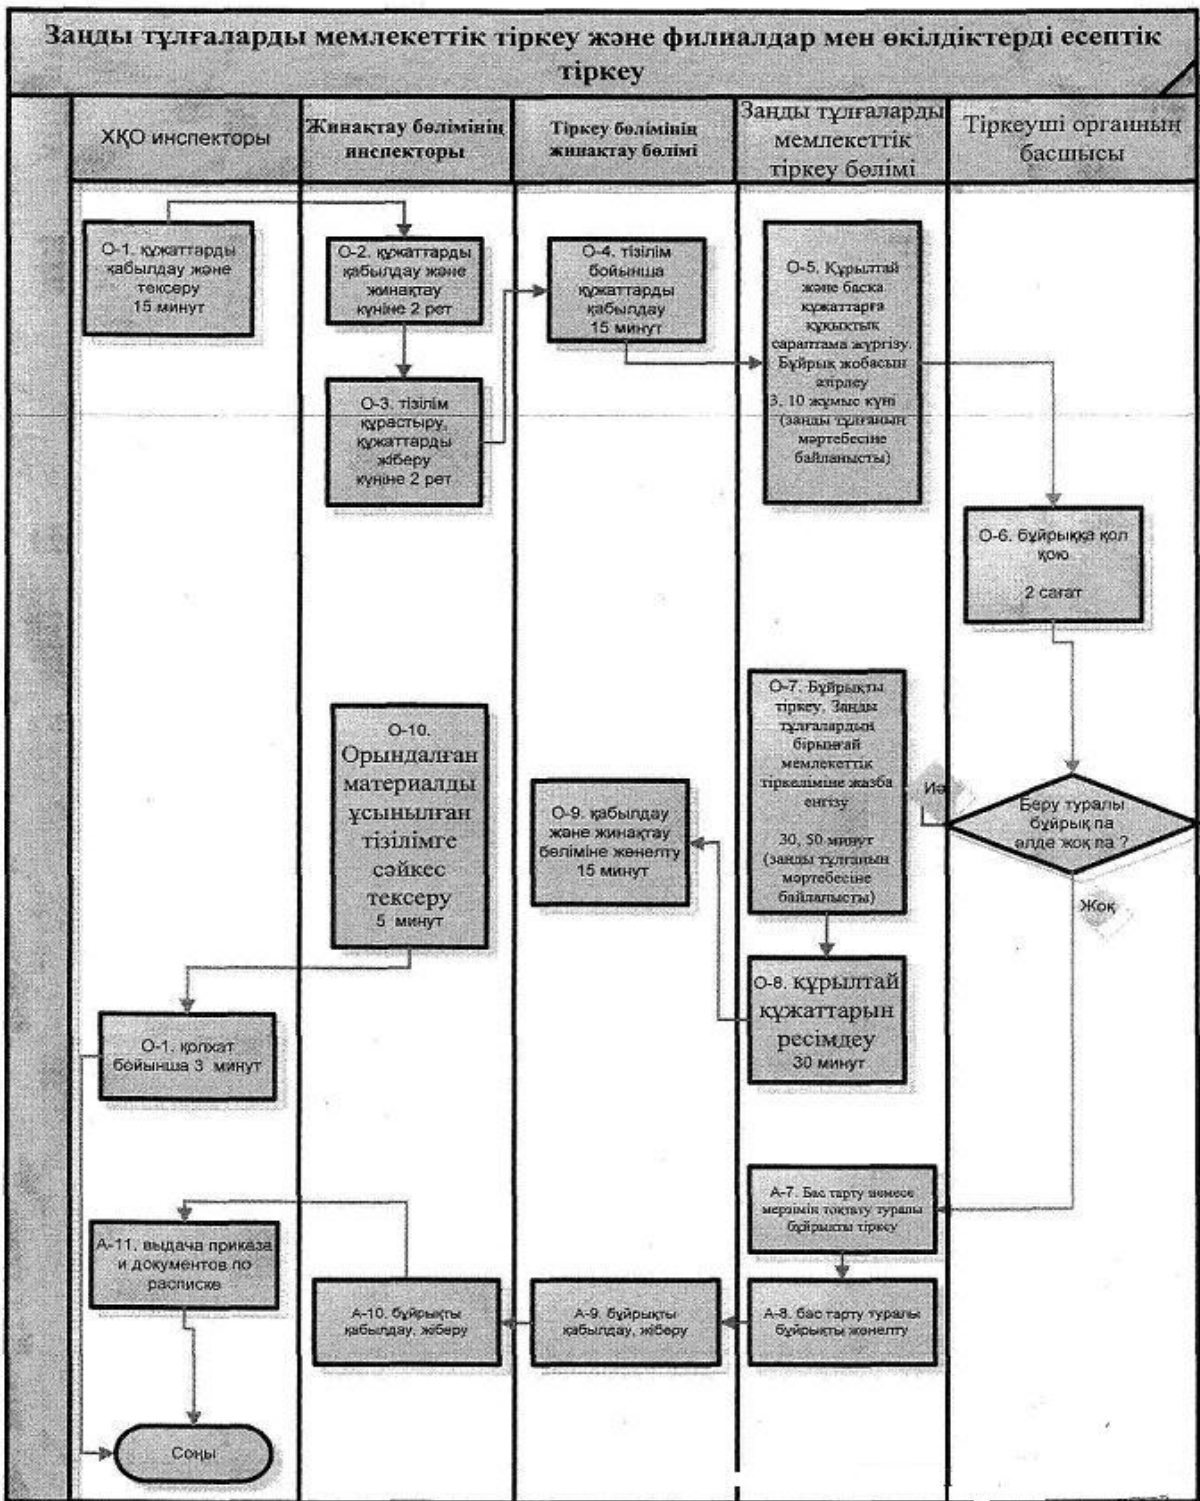 Заңды тұлғаларды мемлекеттік тіркеу және филиалдар мен өкілдіктерді есептік
тіркеу
ХҚО инспекторы
Жинақтау бөлімінің
инспекторы
Тіркеу бөлімінің
жинақтау бөлімі
Заңды тұлғаларды
мемлекеттік
тіркеу бөлімі
Тіркеуші органның
басшысы
О-1. құжаттарды
қабылдау және
тексеру
15 минут
О-2. құжаттарды
қабылдау және
жинақтау
күніне 2 рет
О-3. тізілім
құрастыру,
құжаттарды
жіберу
күніне 2 рет
О-4. тізілім
бойынша
құжаттарды
қабылдау
15 минут
О-5. Құрылтай
және басқа
құжаттарға
құқықтық
сараптама жүргізу.
Бұйрық жобасын
әзірлеу
3, 10 жұмыс күні
(заңды тұлғаның
мәртебесіне
байланысты)
О-6. бұйрыққа қол
қою
2 сағат
Беру туралы
бұйрық па
әлде жоқ па ?
Иә
Жоқ
О-7. Бұйрықты
тіркеу. Заңды
тұлғалардың
бірыңғай
мемлекеттік
тіркеліміне жазба
енгізу
30, 50 минут
(заңды тұлғаның
мәртебесіне
байланысты)
О-8. құрылтай
құжаттарын
ресімдеу
30 минут
О-9. қабылдау
және жинақтау
бөліміне жөнелту
15 минут
О-10.
Орындалған
материалды
ұсынылған
тізілімге
сәйкес
тексеру
5 минут
О-1. қолхат
бойынша 3 минут
А-7. Бас тарту немесе
мерзімін тоқтату туралы
бұйрықты тіркеу
А-8. бас тарту туралы
бұйрықты жөнелту
А-9. бұйрықты
қабылдау, жіберу
А-10. бұйрықты
қабылдау, жіберу
А-11. выдача приказа
и документов по
расписке
Соңы